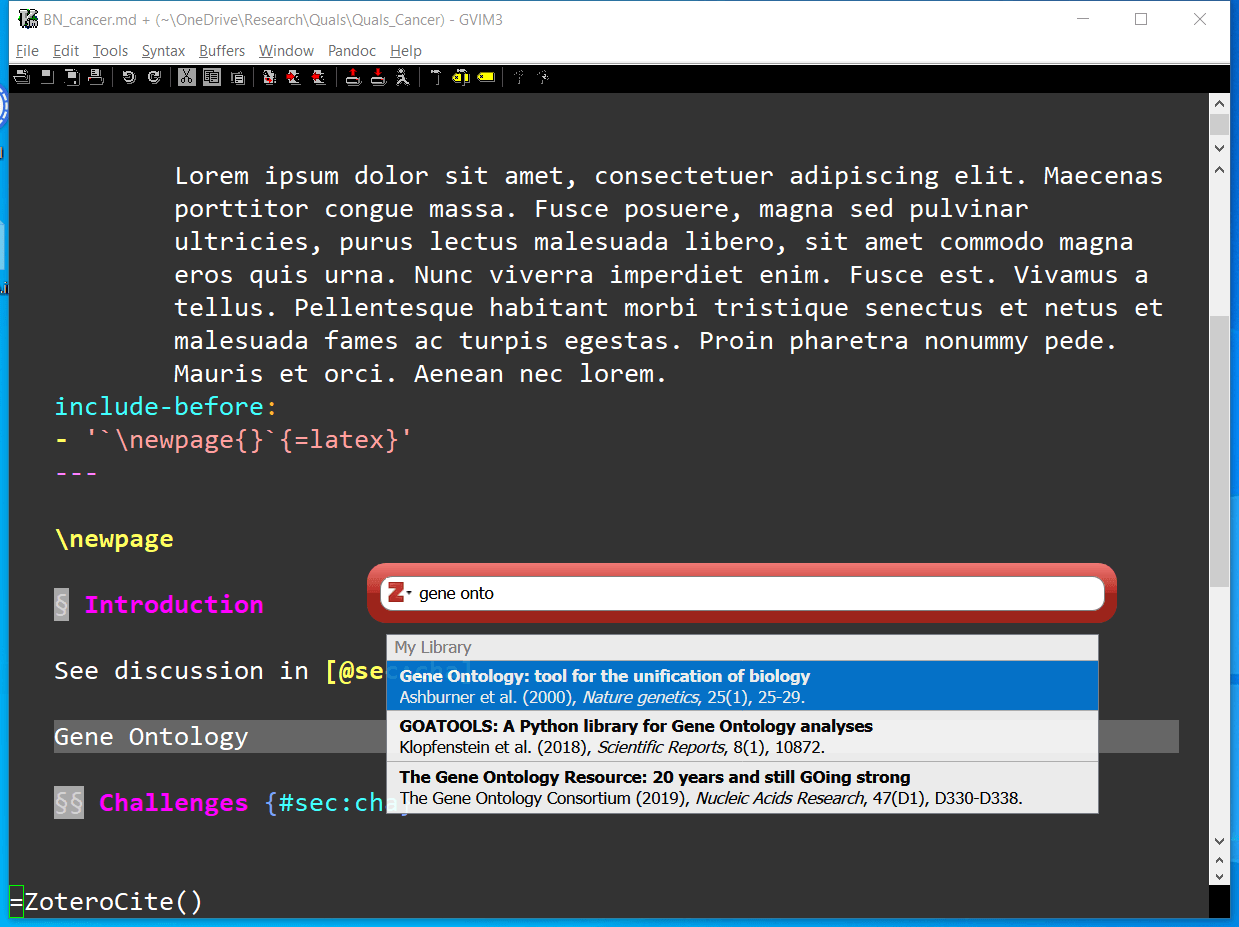 BN_cancer.md + (~\OneDrive\Research\Quals\Quals_Cancer) - GVIM3
File Edit Tools Syntax Buffers Window Pandoc Help
Lorem ipsum dolor sit amet, consectetuer adipiscing elit. Maecenas
porttitor congue massa. Fusce posuere, magna sed pulvinar
ultricies, purus lectus malesuada libero, sit amet commodo magna
eros quis urna. Nunc viverra imperdiet enim. Fusce est. Vivamus a
tellus. Pellentesque habitant morbi tristique senectus et netus et
malesuada fames ac turpis egestas. Proin pharetra nonummy pede.
Mauris et orci. Aenean nec lorem.
include-before:
- '`\newpage{}`{=latex}'
---
\newpage
§ Introduction
See discussion in [@sec:cha]
Gene Ontology
§§ Challenges {#sec:cha}
Z gene onto
My Library
Gene Ontology: tool for the unification of biology
Ashburner et al. (2000), Nature genetics, 25(1), 25-29.
GOATOOLS: A Python library for Gene Ontology analyses
Klopfenstein et al. (2018), Scientific Reports, 8(1), 10872.
The Gene Ontology Resource: 20 years and still GOing strong
The Gene Ontology Consortium (2019), Nucleic Acids Research, 47(D1), D330-D338.
=ZoteroCite()